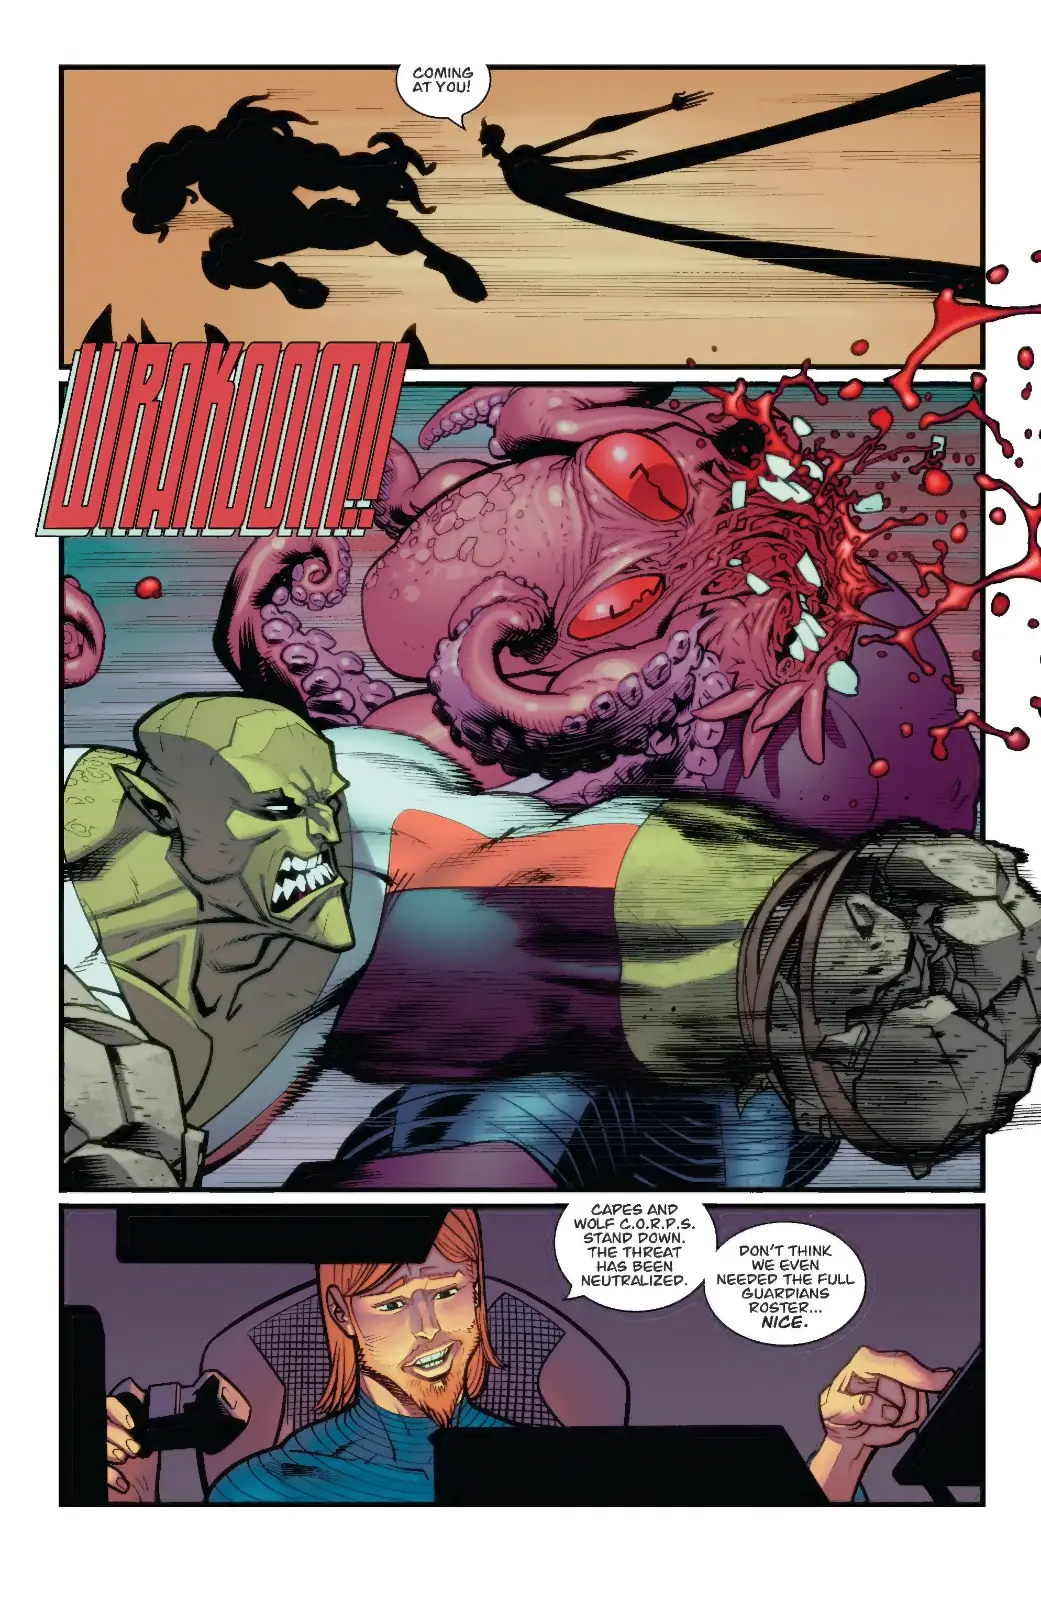 COMING
AT YOU!
WRAKOOM!!
CAPES AND
WOLF C.O.R.P.S.
STAND DOWN.
THE THREAT
HAS BEEN
NEUTRALIZED.
DON'T THINK
WE EVEN
NEEDED THE FULL
GUARDIANS
ROSTER...
NICE.